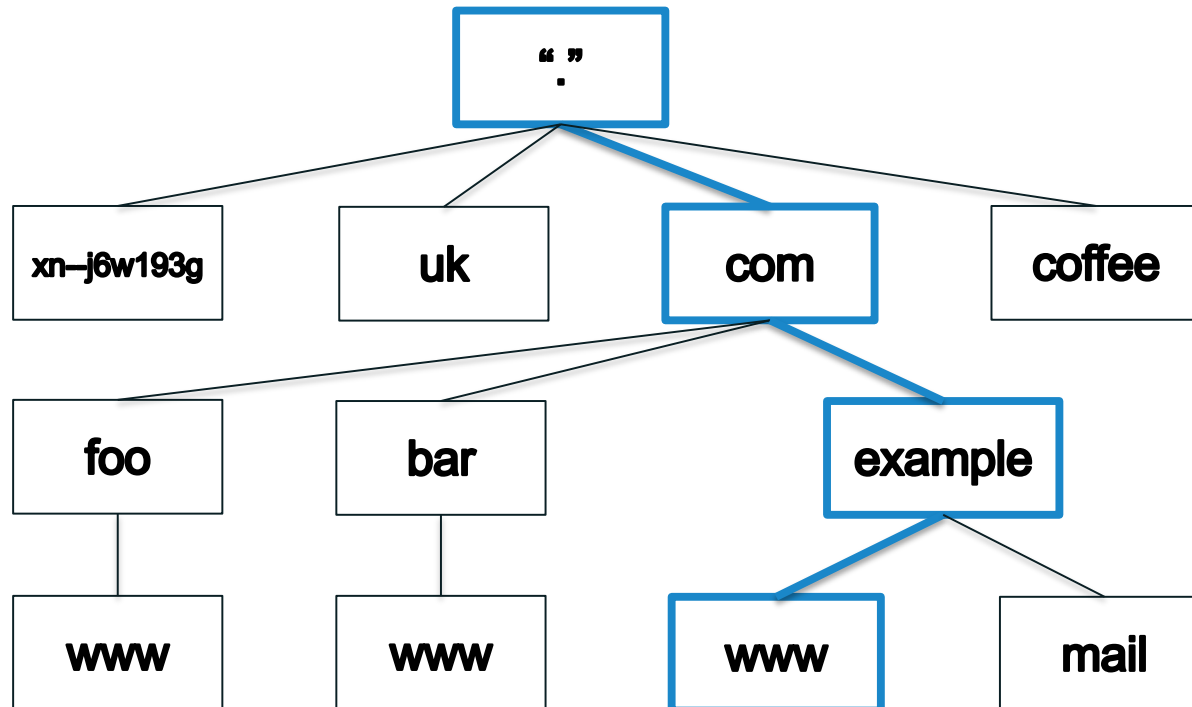 “.”
xn--j6w193g
uk
com
coffee
foo
bar
example
www
www
www
mail